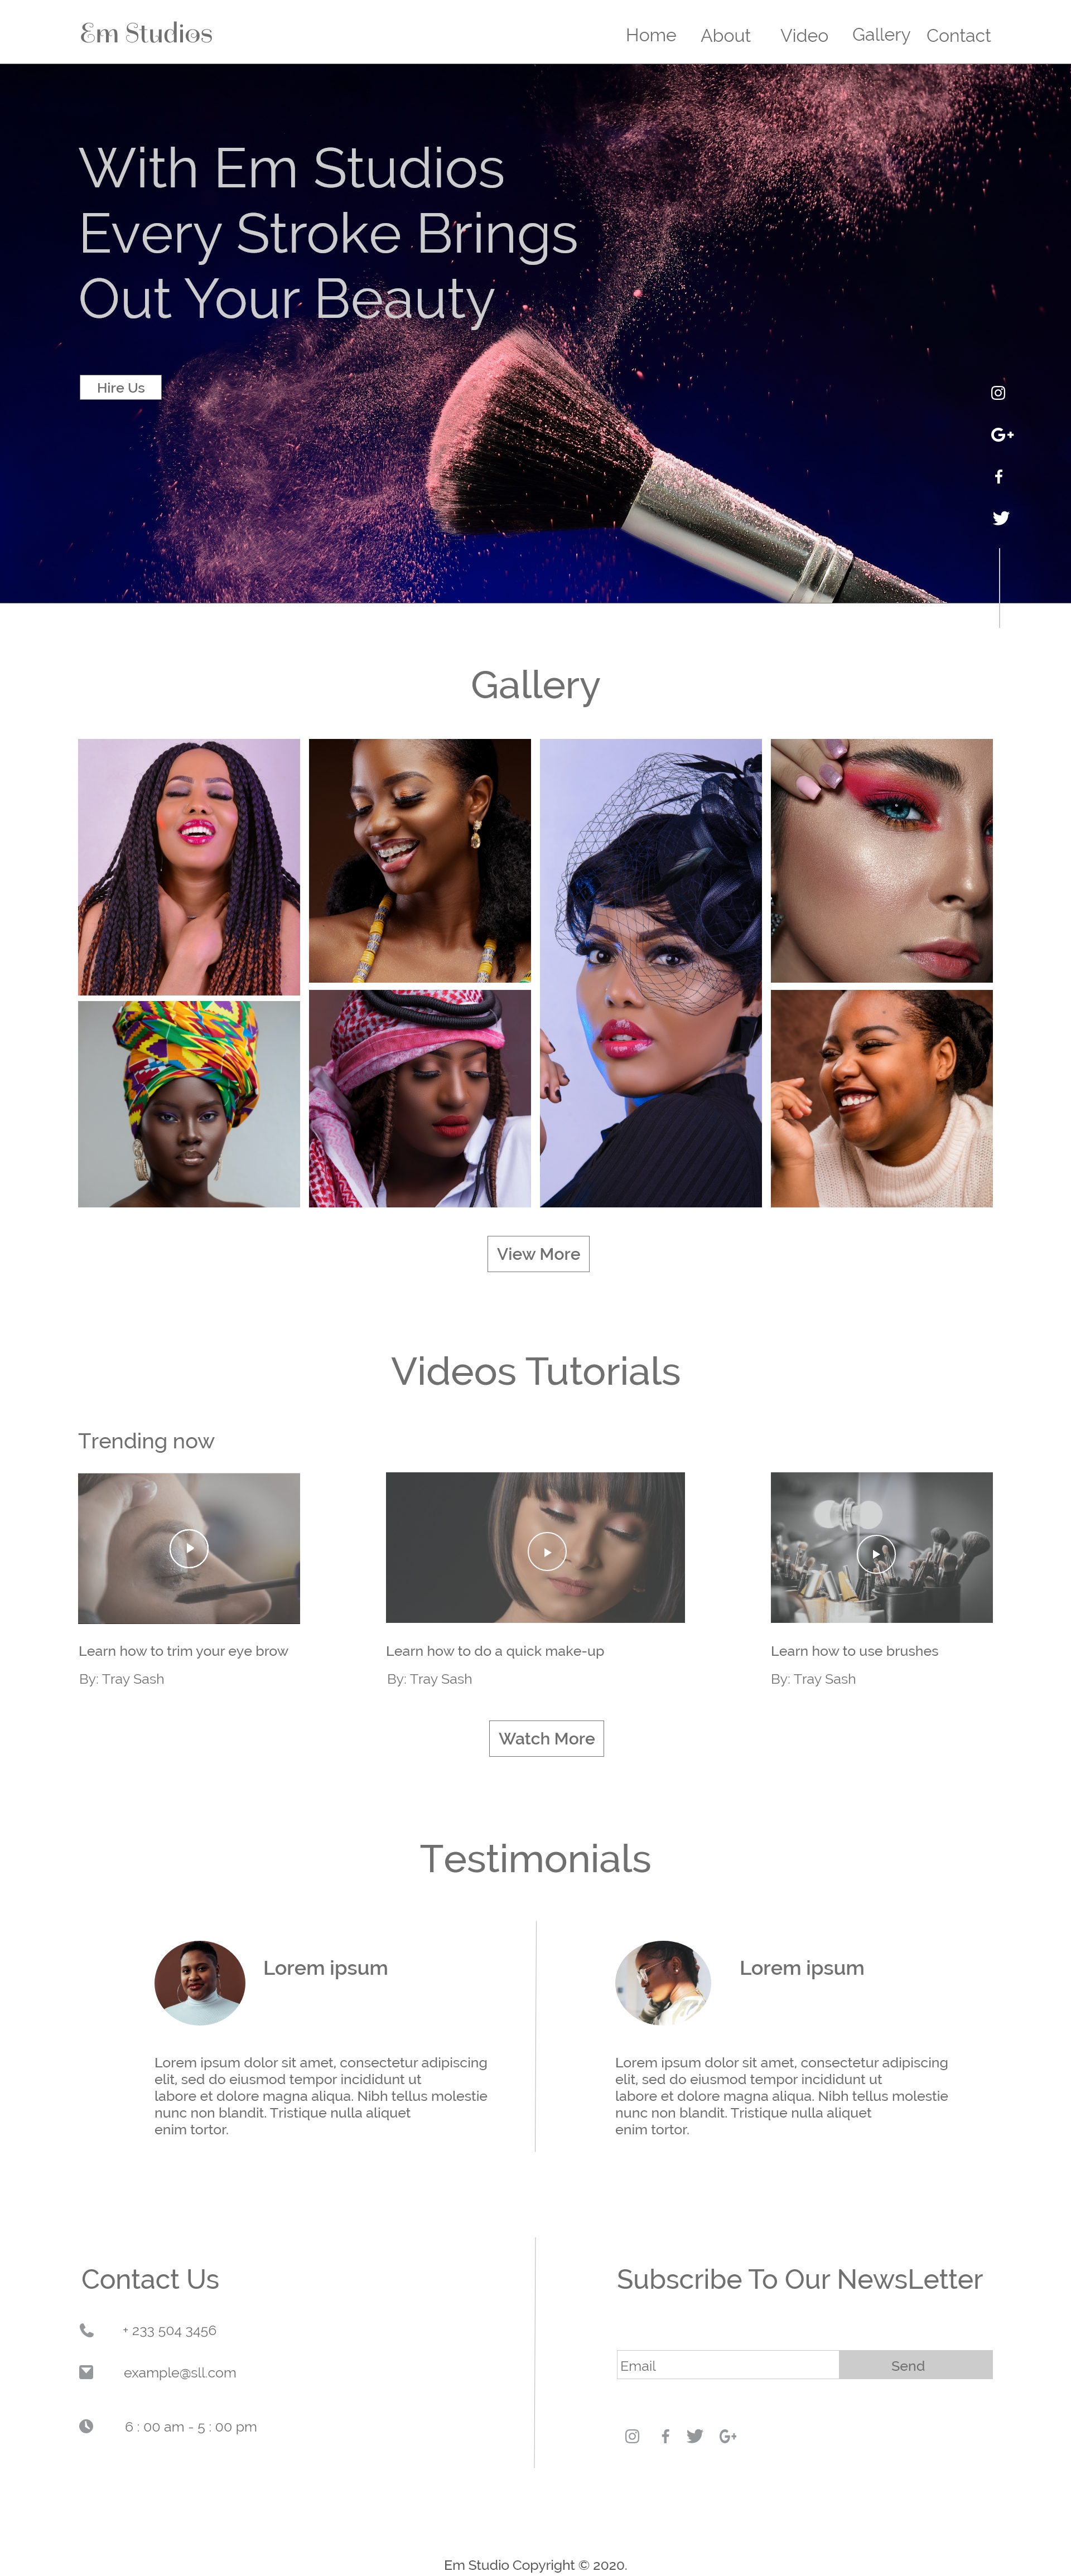 Em Studios
Home About Video Gallery Contact
With Em Studios
Every Stroke Brings
Out Your Beauty
Hire Us
G+
Gallery
View More
Videos Tutorials
Trending now
Learn how to trim your eye brow
By: Tray Sash
Learn how to do a quick make-up
By: Tray Sash
Learn how to use brushes
By: Tray Sash
Watch More
Testimonials
Lorem ipsum
Lorem ipsum dolor sit amet, consectetur adipiscing
elit, sed do eiusmod tempor incididunt ut
labore et dolore magna aliqua. Nibh tellus molestie
nunc non blandit. Tristique nulla aliquet
enim tortor.
Lorem ipsum
Lorem ipsum dolor sit amet, consectetur adipiscing
elit, sed do eiusmod tempor incididunt ut
labore et dolore magna aliqua. Nibh tellus molestie
nunc non blandit. Tristique nulla aliquet
enim tortor.
Contact Us
+ 233 504 3456
example@sll.com
6 : 00 am - 5 : 00 pm
Subscribe To Our NewsLetter
Email
Send
G+
Em Studio Copyright © 2020.